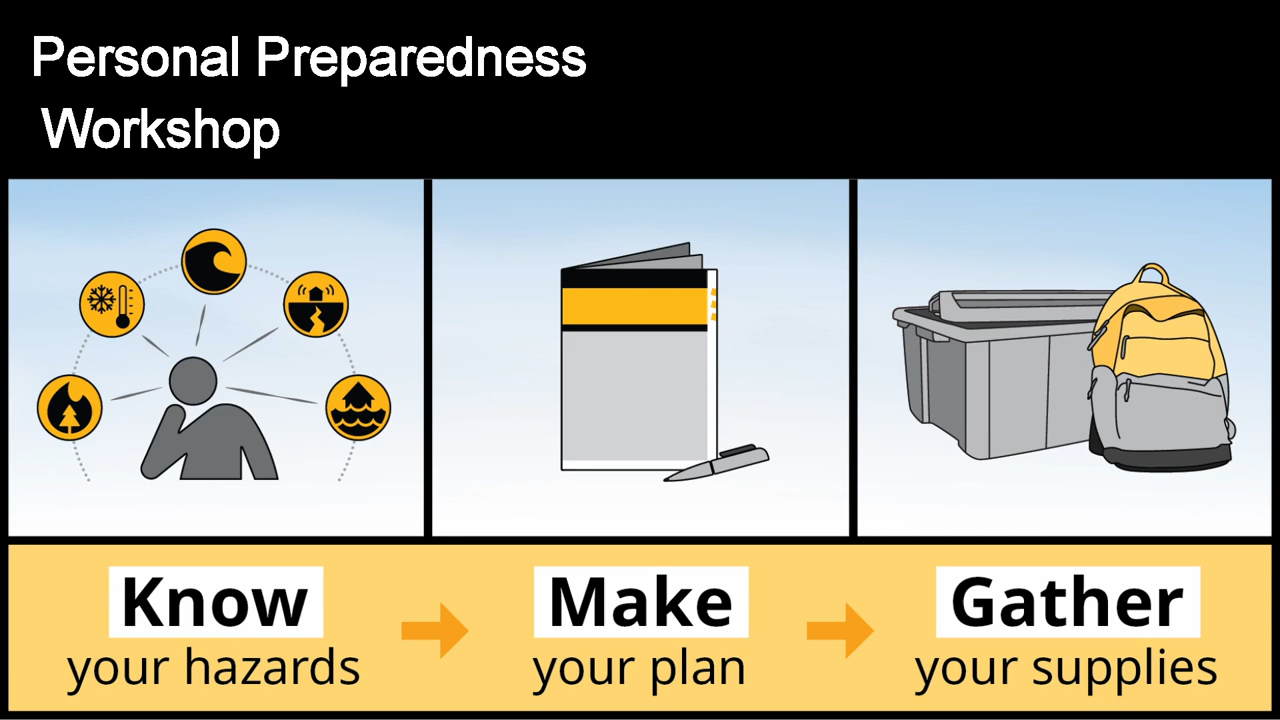 Personal Preparedness
Workshop
Know
your hazards
Make
your plan
Gather
your supplies